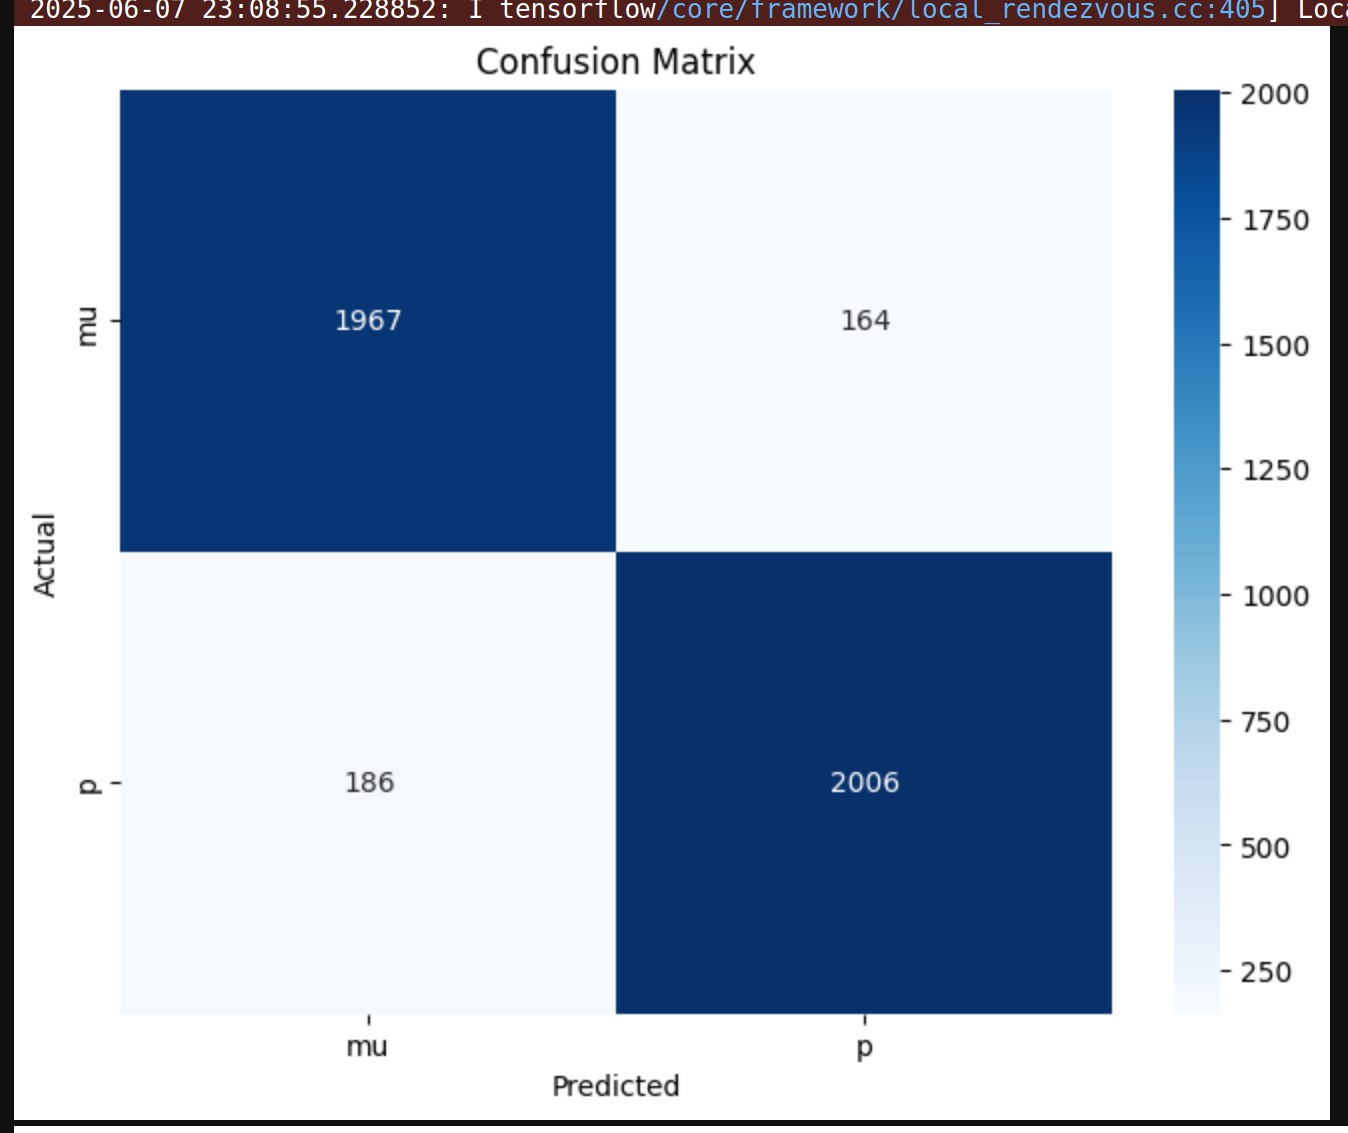 2025-06-07 23:08:55.228852: I tensorflow/core/framework/local_rendezvous.cc:405] Loca
Confusion Matrix
2000
1750
1500
1250
1000
750
500
250
Actual
mu
1967
164
p
186
2006
mu
p
Predicted